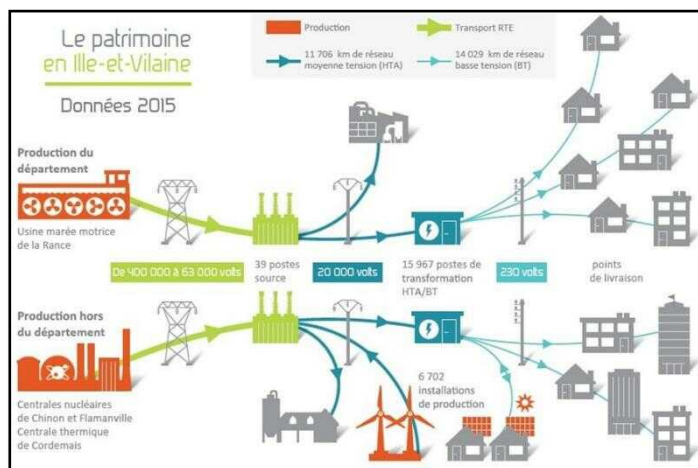 Le patrimoine
en Ille-et-Vilaine
Données 2015
Production
Transport RTE
11 706 km de réseau
moyenne tension (HTA)
14 029 km de réseau
basse tension (BT)
Production du
département
Usine marée motrice
de la Rance
De 400 000 à 63 000 volts
39 postes
source
20 000 volts
15 967 postes de
transformation
HTA/BT
230 volts
points
de livraison
Production hors
du département
Centrales nucléaires
de Chinon et Flamanville
Centrale thermique
de Cordemais
6 702
installations
de production